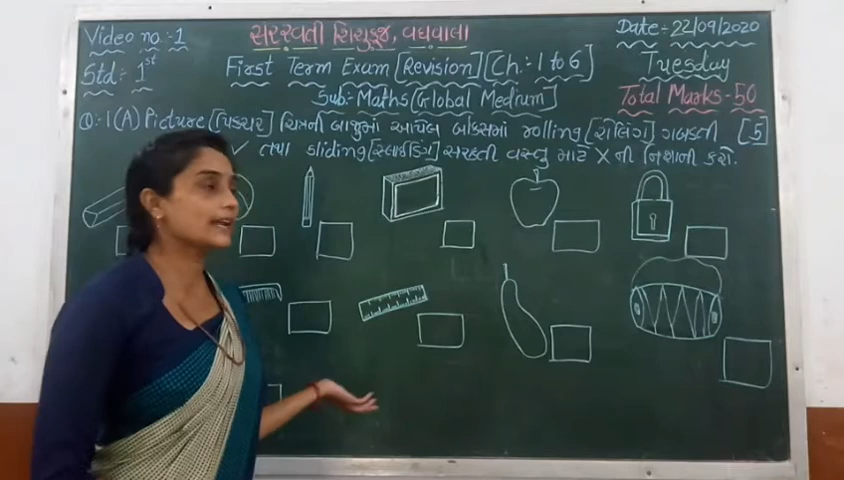 Video no. : 1
સરસ્વતી શિશુકુંજ, વધવાલા
Date:- 22/09/2020
Std:- 1st
First Term Exam [Revision] [Ch.: 1 to 6]
Tuesday
Sub:- Maths [Global Medium]
Total Marks - 50
Q:-1 (A) Picture [પિક્ચર] ચિત્રની બાજુમાં આપેલ બોક્સમાં rolling [રોલિંગ] ગબડતી [5]
✓ તથા sliding [સ્લાઈડિંગ] સરકતી વસ્તુ માટે X ની નિશાની કરો.